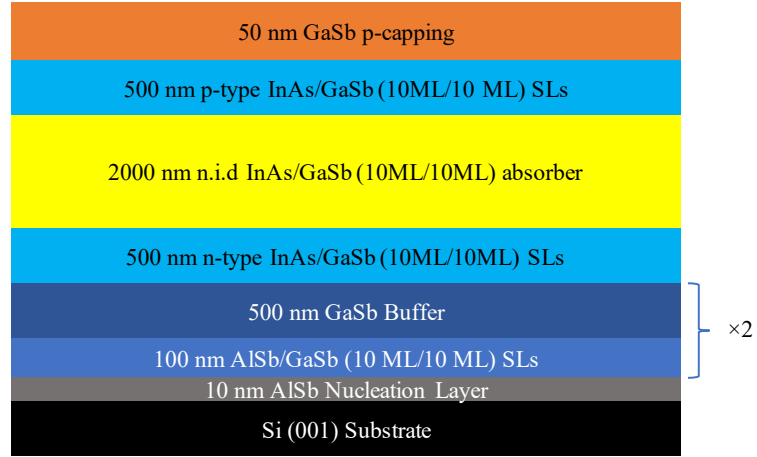 50 nm GaSb p-capping
500 nm p-type InAs/GaSb (10ML/10 ML) SLs
2000 nm n.i.d InAs/GaSb (10ML/10ML) absorber
500 nm n-type InAs/GaSb (10ML/10ML) SLs
500 nm GaSb Buffer
×2
100 nm AlSb/GaSb (10 ML/10 ML) SLs
10 nm AlSb Nucleation Layer
Si (001) Substrate